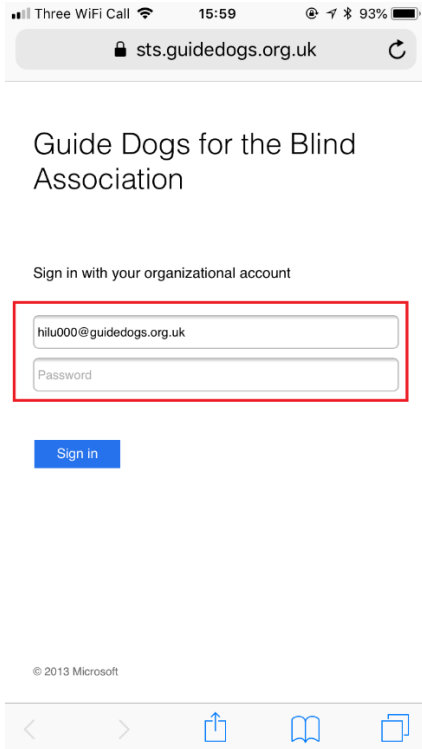 Three WiFi Call 15:59 93%
sts.guidedogs.org.uk
Guide Dogs for the Blind
Association
Sign in with your organizational account
hilu000@guidedogs.org.uk
Password
Sign in
© 2013 Microsoft